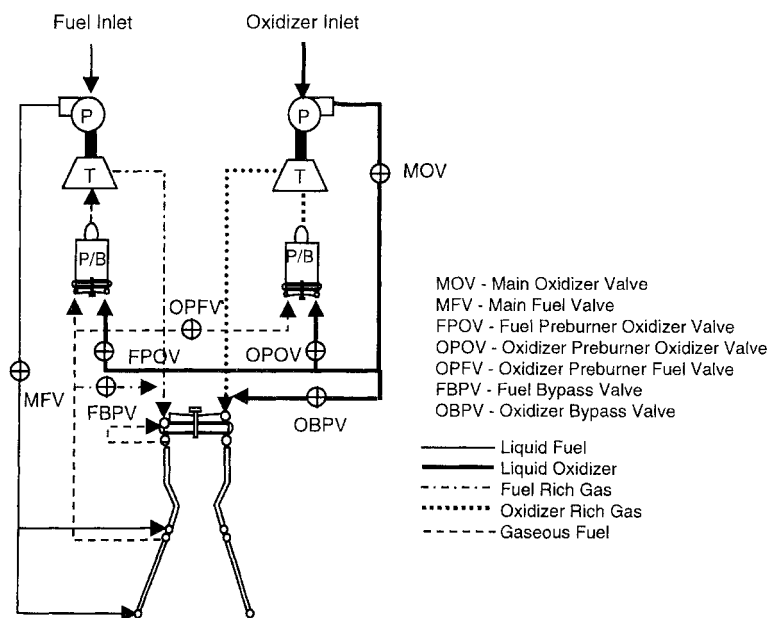 Fuel Inlet
Oxidizer Inlet
P
P
MOV
T
T
P/B
P/B
OPFV
FPOV
OPOV
MFV
FBPV
OBPV
MOV - Main Oxidizer Valve
MFV - Main Fuel Valve
FPOV - Fuel Preburner Oxidizer Valve
OPOV - Oxidizer Preburner Oxidizer Valve
OPFV - Oxidizer Preburner Fuel Valve
FBPV - Fuel Bypass Valve
OBPV - Oxidizer Bypass Valve
Liquid Fuel
Liquid Oxidizer
Fuel Rich Gas
Oxidizer Rich Gas
Gaseous Fuel